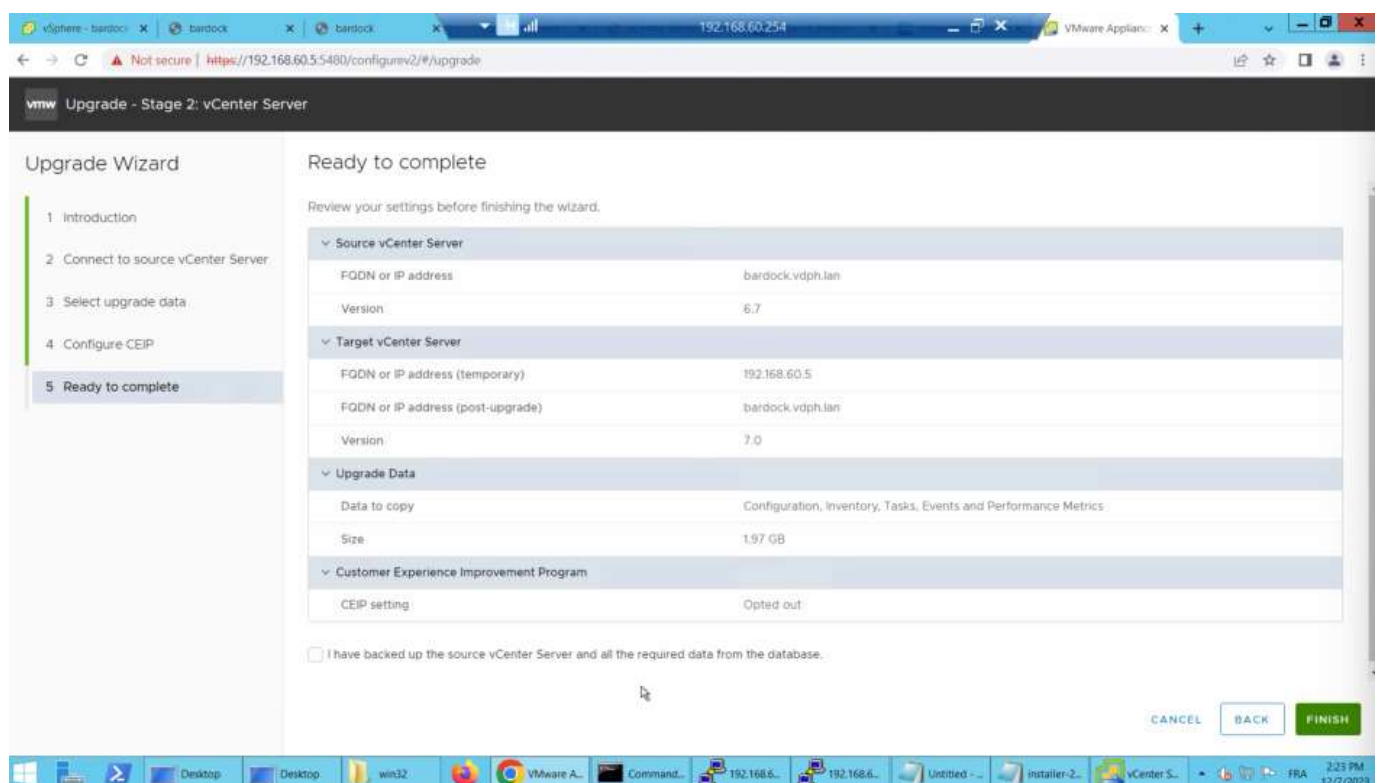 vSphere - bardoc
bardock
bardock
192.168.60.254
VMware Applianc
Not secure | https://192.168.60.5:5480/configurev2/#/upgrade
vmw Upgrade - Stage 2: vCenter Server
Upgrade Wizard
1 Introduction
2 Connect to source vCenter Server
3 Select upgrade data
4 Configure CEIP
5 Ready to complete
Ready to complete
Review your settings before finishing the wizard.
Source vCenter Server
FQDN or IP address bardock.vdph.lan
Version 6.7
Target vCenter Server
FQDN or IP address (temporary) 192.168.60.5
FQDN or IP address (post-upgrade) bardock.vdph.lan
Version 7.0
Upgrade Data
Data to copy Configuration, Inventory, Tasks, Events and Performance Metrics
Size 1.97 GB
Customer Experience Improvement Program
CEIP setting Opted out
I have backed up the source vCenter Server and all the required data from the database.
CANCEL BACK FINISH
Desktop Desktop win32 VMware A... Command... 192.168.6... 192.168.6... Untitled - ... installer-2... vCenter S... FRA 2:23 PM
12/7/2023